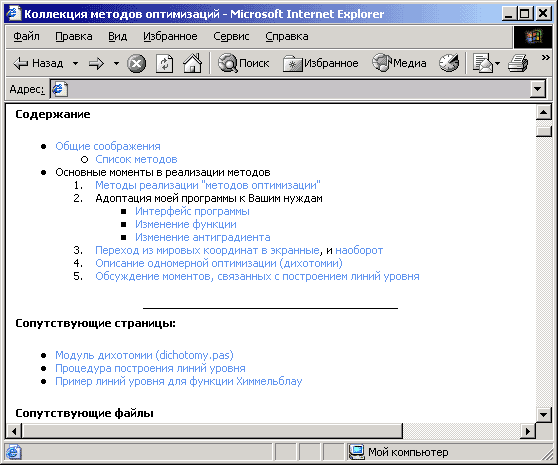 Коллекция методов оптимизаций - Microsoft Internet Explorer
Файл Правка Вид Избранное Сервис Справка
Назад Поиск Избранное Медиа
Адрес:
Содержание
Общие соображения
Список методов
Основные моменты в реализации методов
1. Методы реализации "методов оптимизации"
2. Адоптация моей программы к Вашим нуждам
Интерфейс программы
Изменение функции
Изменение антиградиента
3. Переход из мировых координат в экранные, и наоборот
4. Описание одномерной оптимизации (дихотомии)
5. Обсуждение моментов, связанных с построением линий уровня
Сопутствующие страницы:
Модуль дихотомии (dichotomy.pas)
Процедура построения линий уровня
Пример линий уровня для функции Химмельблау
Сопутствующие файлы
Мой компьютер